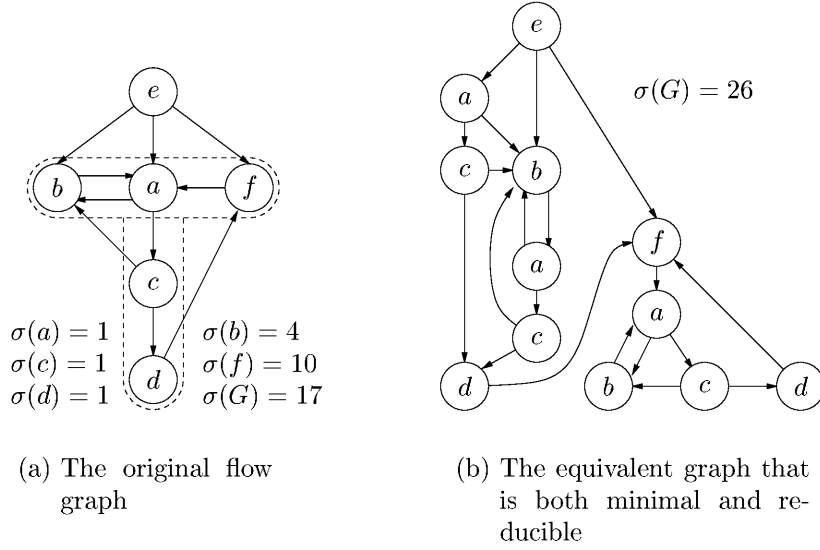 e
b a f
c
d
σ(a) = 1 σ(b) = 4
σ(c) = 1 σ(f) = 10
σ(d) = 1 σ(G) = 17
(a) The original flow
graph
e
a
σ(G) = 26
c b
f
a
a
c
d
b c d
(b) The equivalent graph that
is both minimal and re-
ducible